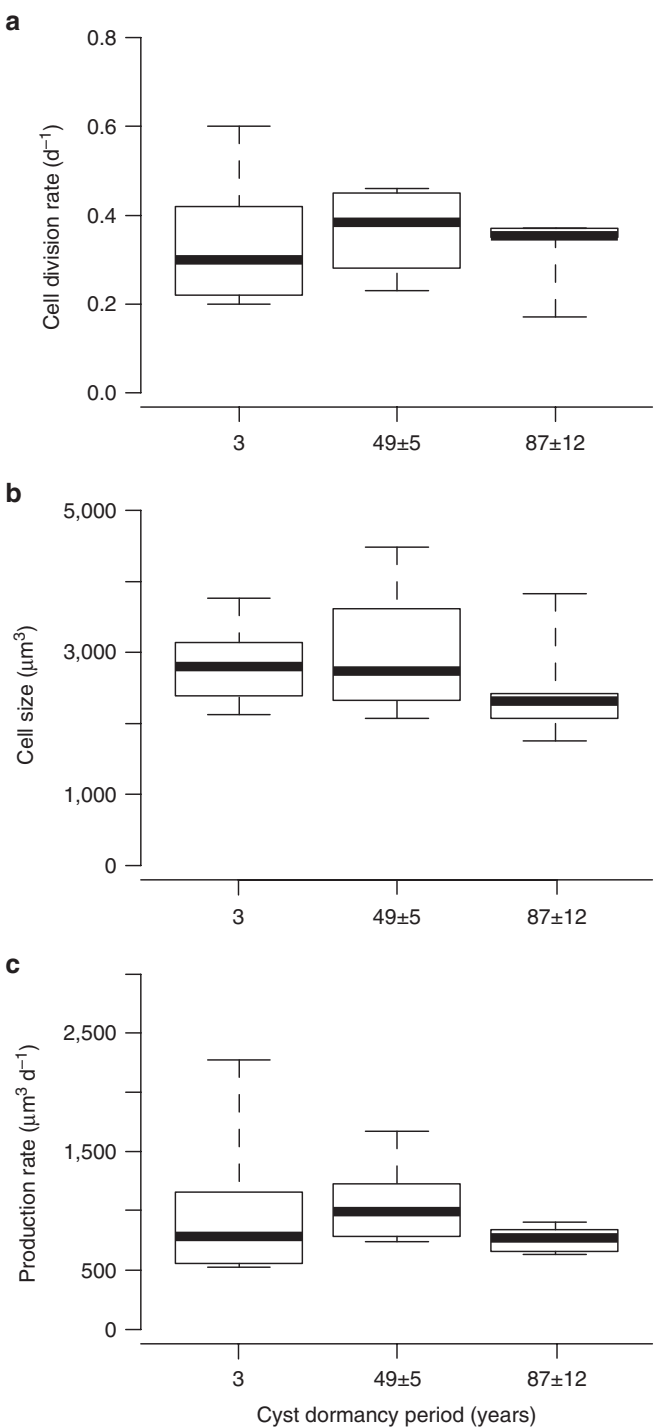 a
Cell division rate (d⁻¹)
0.8
0.6
0.4
0.2
0.0
3 49±5 87±12
b
Cell size (μm³)
5,000
3,000
1,000
0
3 49±5 87±12
c
Production rate (μm³ d⁻¹)
2,500
1,500
500
0
3 49±5 87±12
Cyst dormancy period (years)